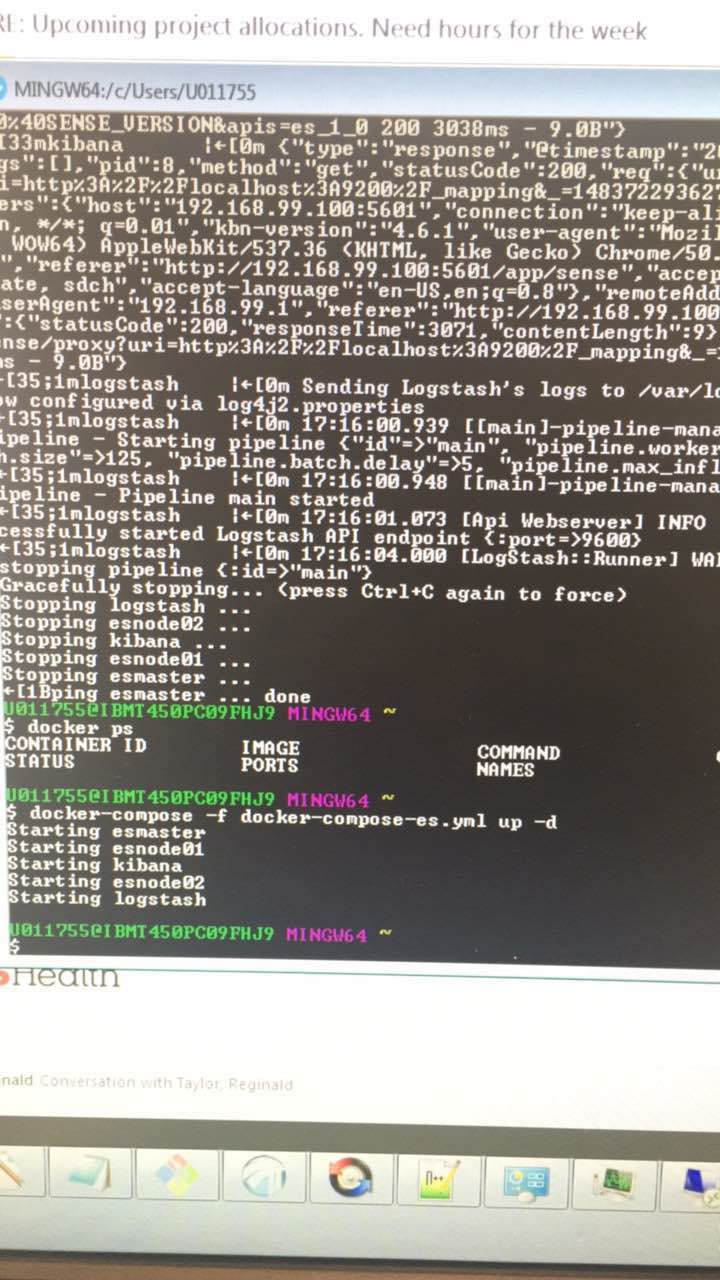 RE: Upcoming project allocations. Need hours for the week
MINGW64:/c/Users/U011755
0%40SENSE_VERSION&apis=es_1_0 200 3038ms - 9.0B"}
[33mkibana |←[0m {"type":"response","@timestamp":"20
gs":[],"pid":8,"method":"get","statusCode":200,"req":{"ur
i=http%3A%2F%2Flocalhost%3A9200%2F_mapping&_=148372293627
ers":{"host":"192.168.99.100:5601","connection":"keep-ali
n, */*; q=0.01","kbn-version":"4.6.1","user-agent":"Mozil
WOW64) AppleWebKit/537.36 (KHTML, like Gecko) Chrome/50.
","referer":"http://192.168.99.100:5601/app/sense","accep
ate, sdch","accept-language":"en-US,en;q=0.8"},"remoteAdd
serAgent":"192.168.99.1","referer":"http://192.168.99.100
":{"statusCode":200,"responseTime":3071,"contentLength":9}
ense/proxy?uri=http%3A%2F%2Flocalhost%3A9200%2F_mapping&_=
ms - 9.0B"}
←[35;1mlogstash |←[0m Sending Logstash's logs to /var/lo
ow configured via log4j2.properties
←[35;1mlogstash |←[0m 17:16:00.939 [[main]-pipeline-mana
ipeline - Starting pipeline {"id"=>"main", "pipeline.worker
h.size"=>125, "pipeline.batch.delay"=>5, "pipeline.max_infl
←[35;1mlogstash |←[0m 17:16:00.948 [[main]-pipeline-mana
ipeline - Pipeline main started
←[35;1mlogstash |←[0m 17:16:01.073 [Api Webserver] INFO
cessfully started Logstash API endpoint {:port=>9600}
←[35;1mlogstash |←[0m 17:16:04.000 [LogStash::Runner] WAR
stopping pipeline {:id=>"main"}
Gracefully stopping... (press Ctrl+C again to force)
Stopping logstash ...
Stopping esnode02 ...
Stopping kibana ...
Stopping esnode01 ...
Stopping esmaster ...
←[1Bping esmaster ... done
U011755@IBMT450PC09FHJ9 MINGW64 ~
$ docker ps
CONTAINER ID IMAGE COMMAND
STATUS PORTS NAMES
U011755@IBMT450PC09FHJ9 MINGW64 ~
$ docker-compose -f docker-compose-es.yml up -d
Starting esmaster
Starting esnode01
Starting kibana
Starting esnode02
Starting logstash
U011755@IBMT450PC09FHJ9 MINGW64 ~
$
Health
nald Conversation with Taylor, Reginald